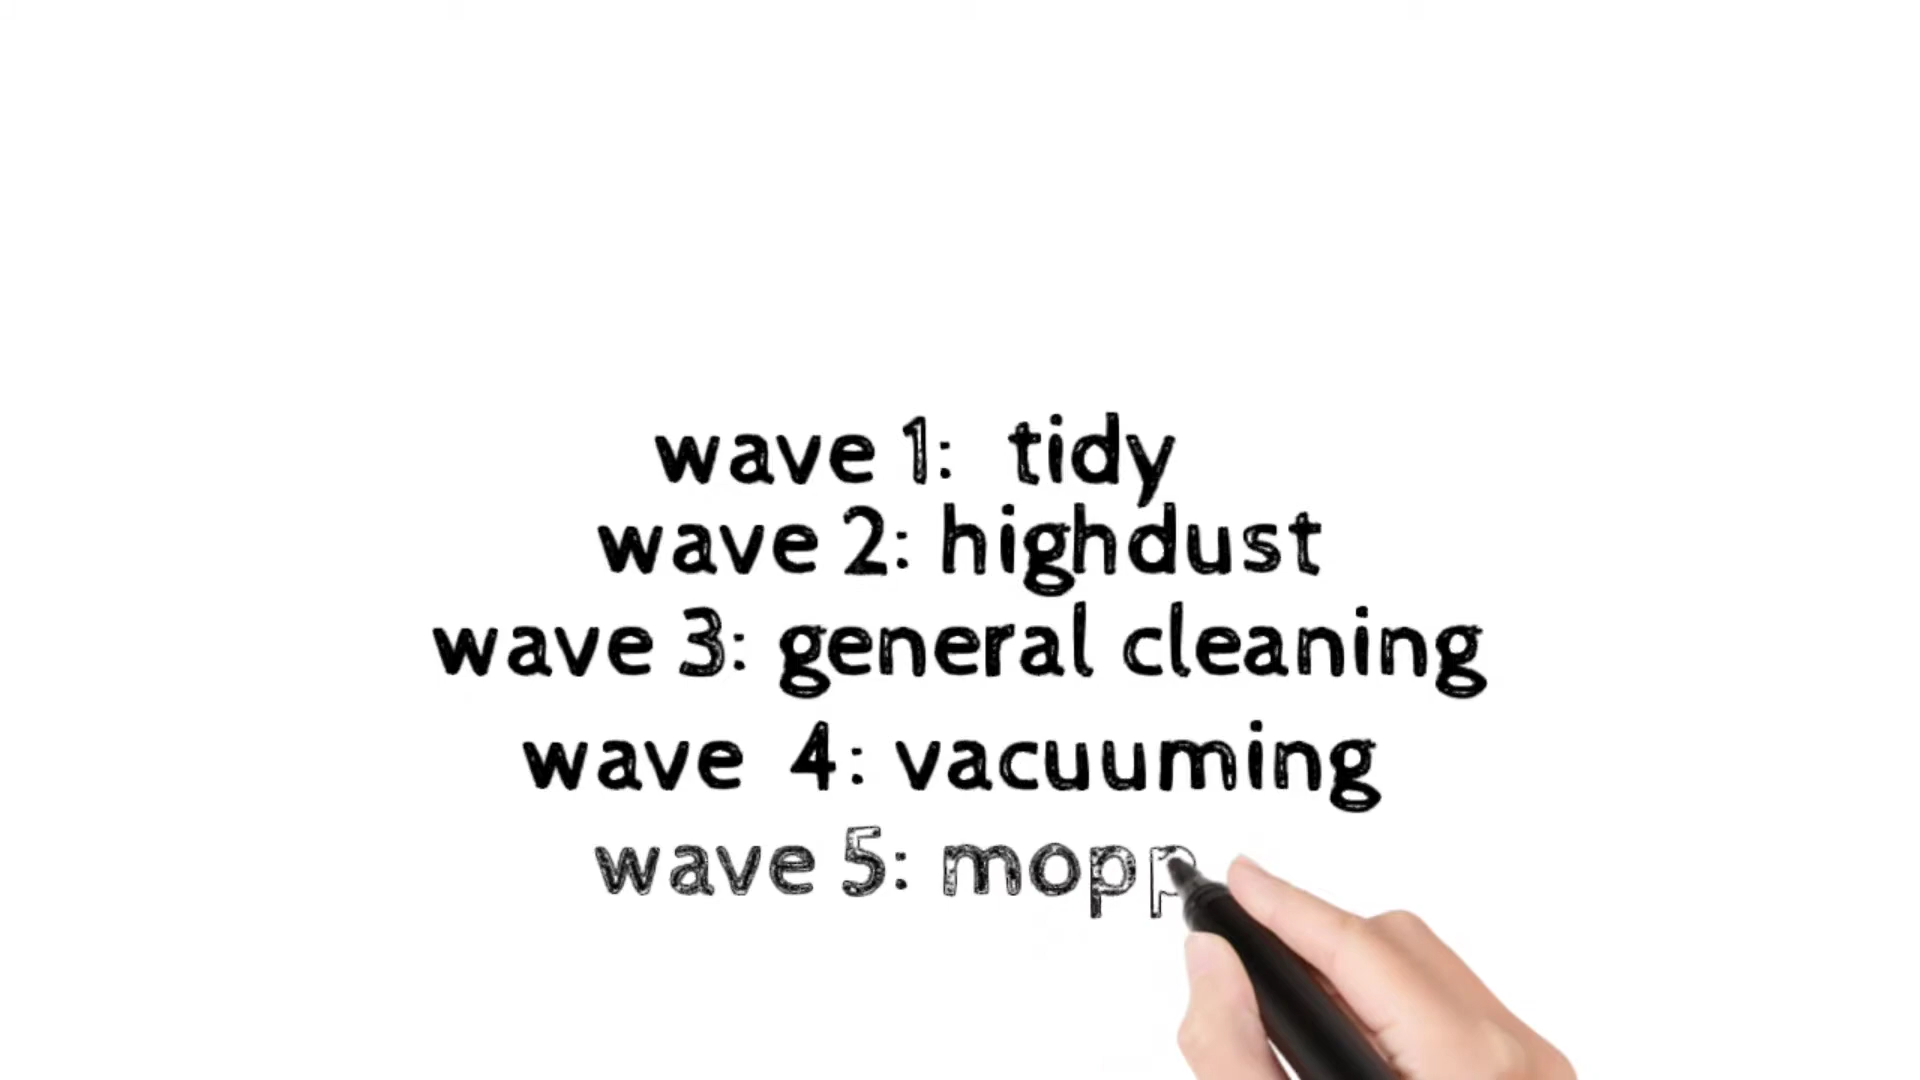 wave 1: tidy
wave 2: highdust
wave 3: general cleaning
wave 4: vacuuming
wave 5: mopp